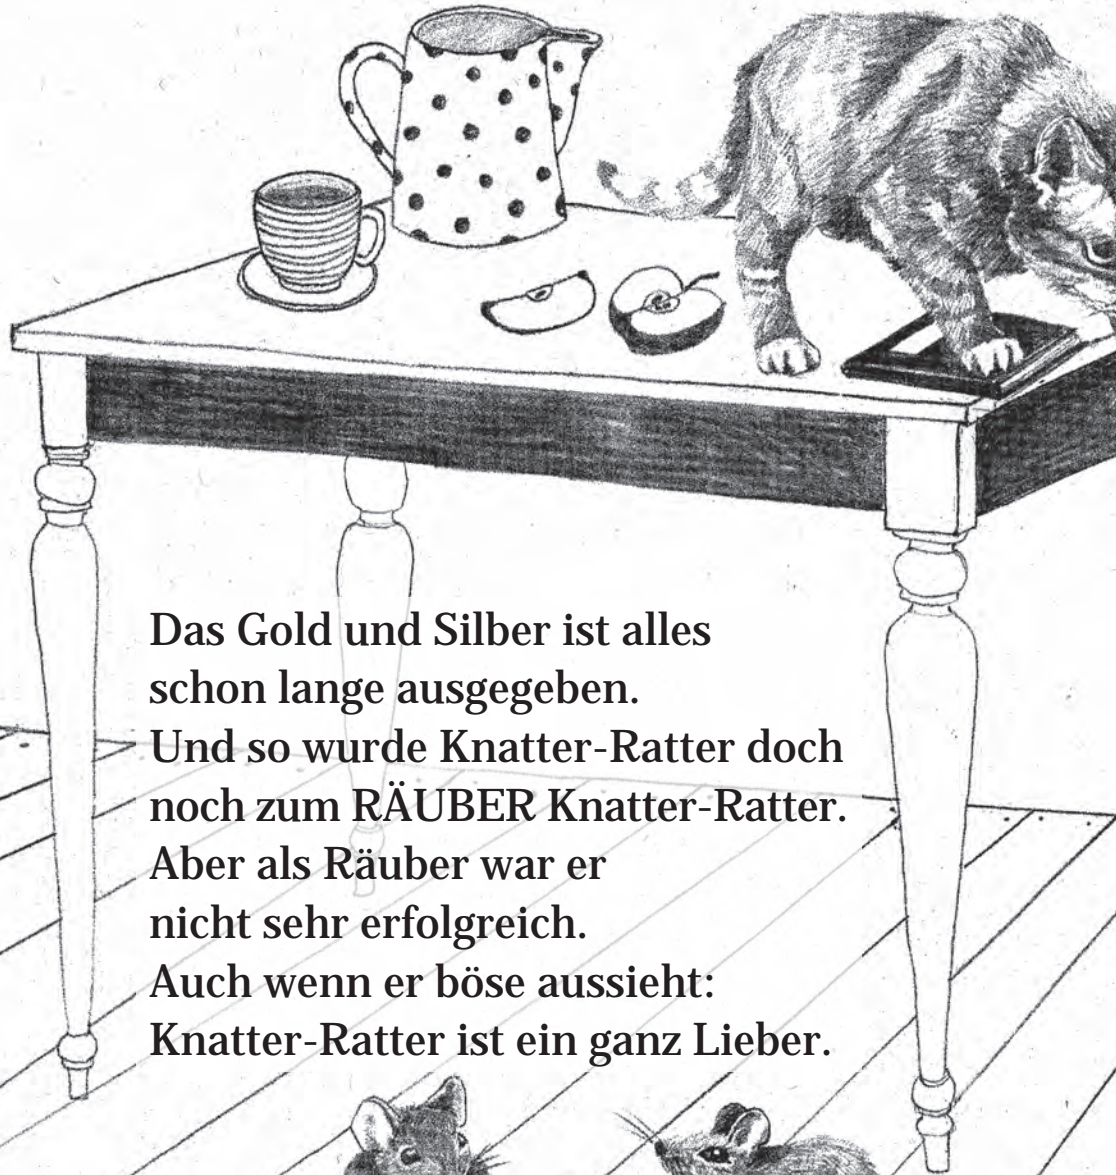 Das Gold und Silber ist alles
schon lange ausgegeben.
Und so wurde Knatter-Ratter doch
noch zum RÄUBER Knatter-Ratter.
Aber als Räuber war er
nicht sehr erfolgreich.
Auch wenn er böse aussieht:
Knatter-Ratter ist ein ganz Lieber.